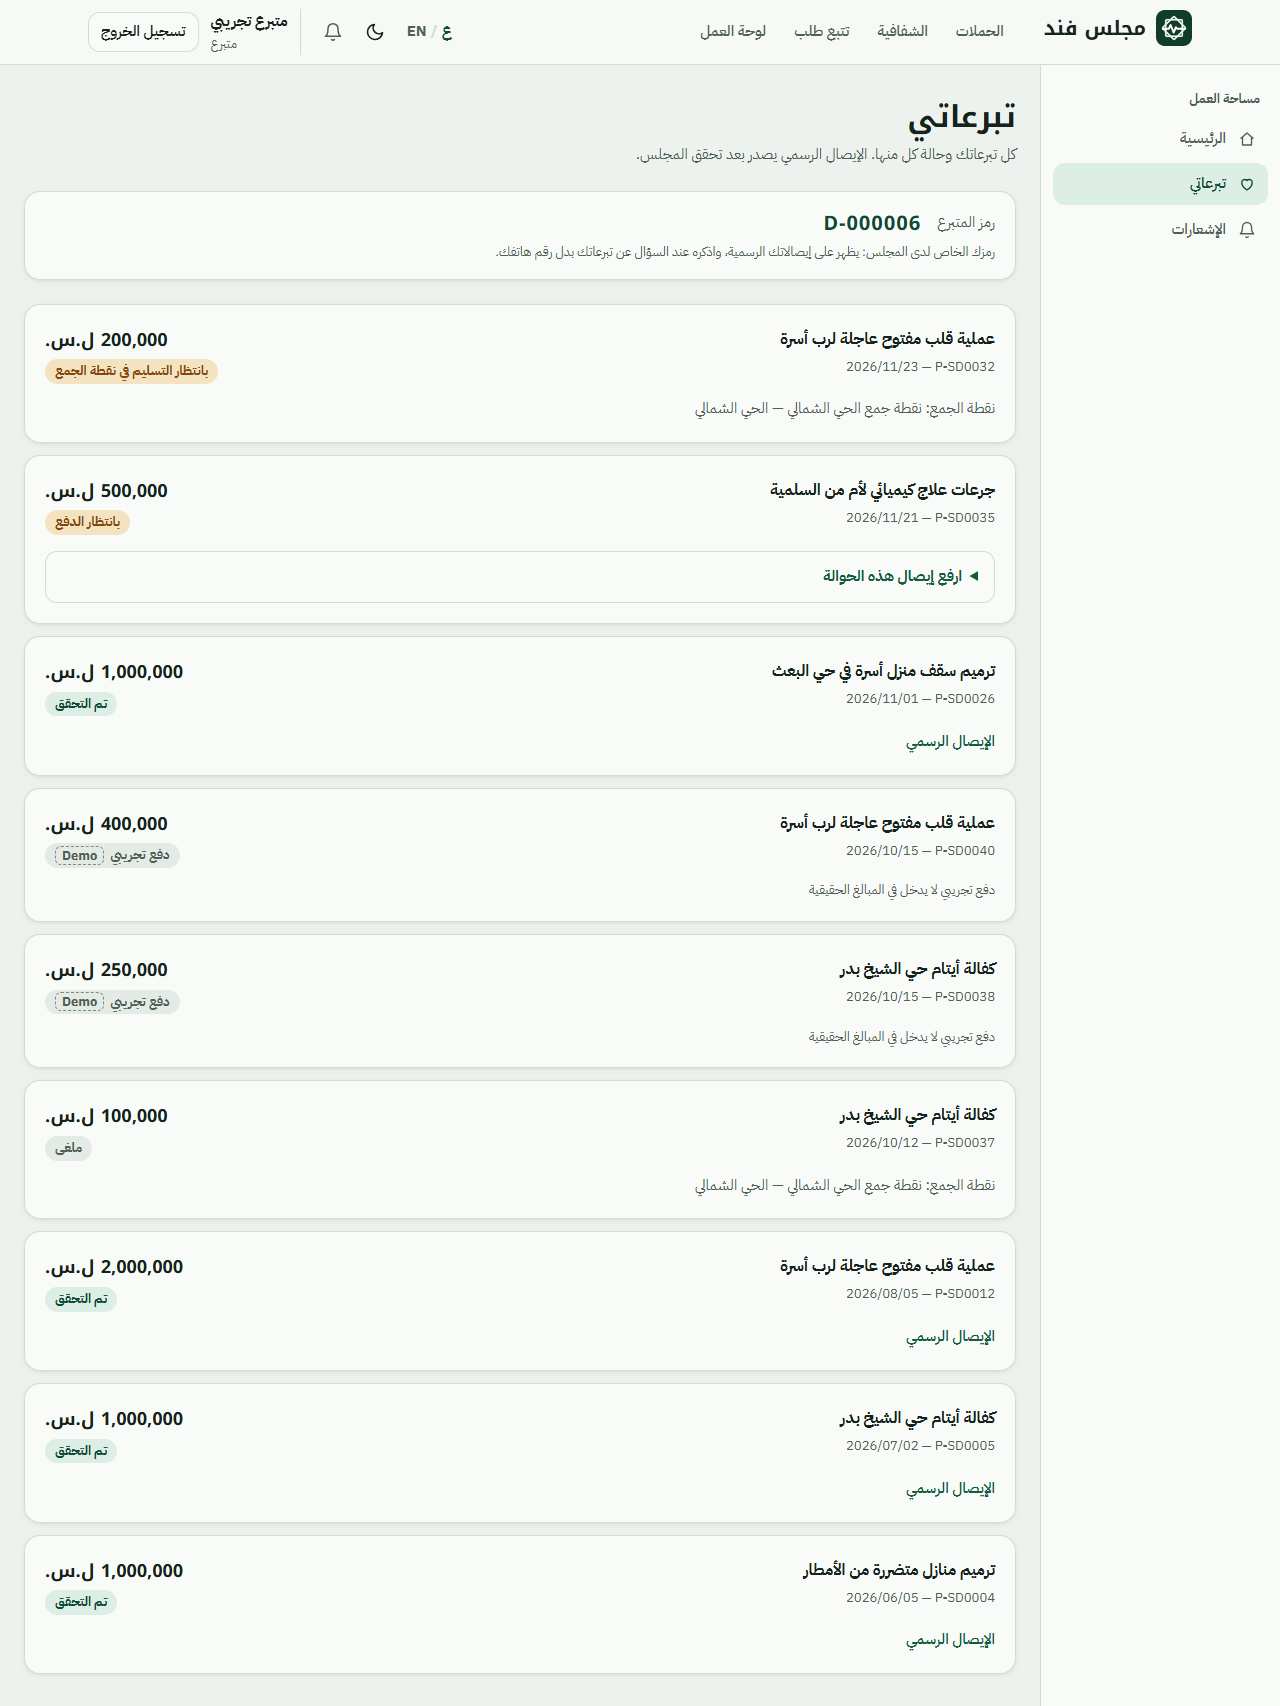 مجلس فند
الحملات
الشفافية
تتبع طلب
لوحة العمل
ع / EN
متبرع تجريبي
متبرع
تسجيل الخروج
مساحة العمل
الرئيسية
تبرعاتي
الإشعارات
تبرعاتي
كل تبرعاتك وحالة كل منها. الإيصال الرسمي يصدر بعد تحقق المجلس.
رمز المتبرع D-000006
رمزك الخاص لدى المجلس: يظهر على إيصالاتك الرسمية، واذكره عند السؤال عن تبرعاتك بدل رقم هاتفك.
عملية قلب مفتوح عاجلة لرب أسرة
200,000 ل.س.
P-SD0032 — 2026/11/23
بانتظار التسليم في نقطة الجمع
نقطة الجمع: نقطة جمع الحي الشمالي — الحي الشمالي
جرعات علاج كيميائي لأم من السلمية
500,000 ل.س.
P-SD0035 — 2026/11/21
بانتظار الدفع
◀ ارفع إيصال هذه الحوالة
ترميم سقف منزل أسرة في حي البعث
1,000,000 ل.س.
P-SD0026 — 2026/11/01
تم التحقق
الإيصال الرسمي
عملية قلب مفتوح عاجلة لرب أسرة
400,000 ل.س.
P-SD0040 — 2026/10/15
دفع تجريبي Demo
دفع تجريبي لا يدخل في المبالغ الحقيقية
كفالة أيتام حي الشيخ بدر
250,000 ل.س.
P-SD0038 — 2026/10/15
دفع تجريبي Demo
دفع تجريبي لا يدخل في المبالغ الحقيقية
كفالة أيتام حي الشيخ بدر
100,000 ل.س.
P-SD0037 — 2026/10/12
ملغى
نقطة الجمع: نقطة جمع الحي الشمالي — الحي الشمالي
عملية قلب مفتوح عاجلة لرب أسرة
2,000,000 ل.س.
P-SD0012 — 2026/08/05
تم التحقق
الإيصال الرسمي
كفالة أيتام حي الشيخ بدر
1,000,000 ل.س.
P-SD0005 — 2026/07/02
تم التحقق
الإيصال الرسمي
ترميم منازل متضررة من الأمطار
1,000,000 ل.س.
P-SD0004 — 2026/06/05
تم التحقق
الإيصال الرسمي